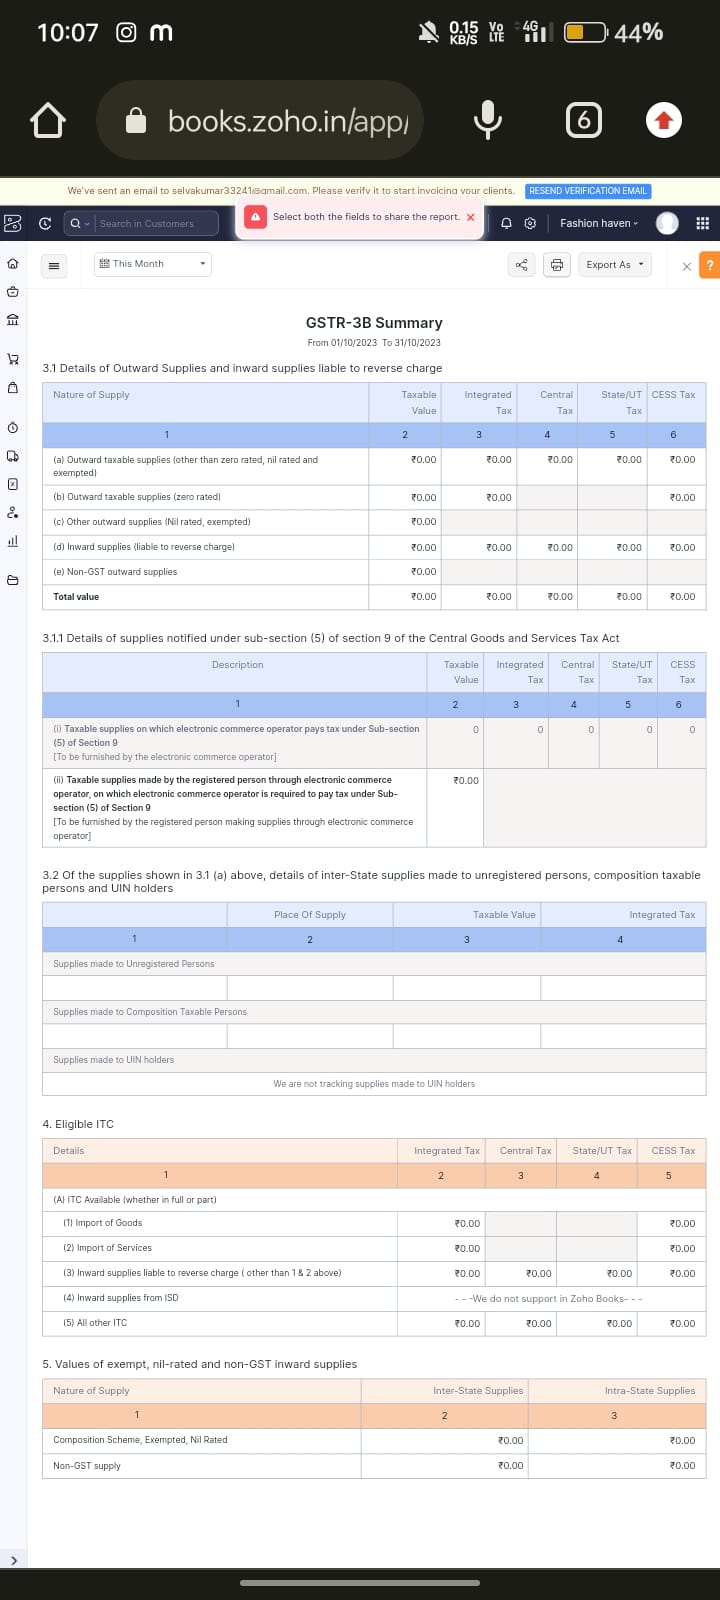 10:07
0.15 KB/S
Vo LTE
4G
44%
books.zoho.in/app/
6
We've sent an email to selvakumar33241@gmail.com. Please verify it to start invoicing your clients. RESEND VERIFICATION EMAIL
Search in Customers
Select both the fields to share the report.
Fashion haven
This Month
Export As
?
GSTR-3B Summary
From 01/10/2023 To 31/10/2023
3.1 Details of Outward Supplies and inward supplies liable to reverse charge
Nature of Supply Taxable Value Integrated Tax Central Tax State/UT Tax CESS Tax
1 2 3 4 5 6
(a) Outward taxable supplies (other than zero rated, nil rated and exempted) ₹0.00 ₹0.00 ₹0.00 ₹0.00 ₹0.00
(b) Outward taxable supplies (zero rated) ₹0.00 ₹0.00 ₹0.00
(c) Other outward supplies (Nil rated, exempted) ₹0.00
(d) Inward supplies (liable to reverse charge) ₹0.00 ₹0.00 ₹0.00 ₹0.00 ₹0.00
(e) Non-GST outward supplies ₹0.00
Total value ₹0.00 ₹0.00 ₹0.00 ₹0.00 ₹0.00
3.1.1 Details of supplies notified under sub-section (5) of section 9 of the Central Goods and Services Tax Act
Description Taxable Value Integrated Tax Central Tax State/UT Tax CESS Tax
1 2 3 4 5 6
(i) Taxable supplies on which electronic commerce operator pays tax under Sub-section 0 0 0 0 0
(5) of Section 9
[To be furnished by the electronic commerce operator]
(ii) Taxable supplies made by the registered person through electronic commerce ₹0.00
operator, on which electronic commerce operator is required to pay tax under Sub-
section (5) of Section 9
[To be furnished by the registered person making supplies through electronic commerce
operator]
3.2 Of the supplies shown in 3.1 (a) above, details of inter-State supplies made to unregistered persons, composition taxable
persons and UIN holders
Place Of Supply Taxable Value Integrated Tax
1 2 3 4
Supplies made to Unregistered Persons
Supplies made to Composition Taxable Persons
Supplies made to UIN holders
We are not tracking supplies made to UIN holders
4. Eligible ITC
Details Integrated Tax Central Tax State/UT Tax CESS Tax
1 2 3 4 5
(A) ITC Available (whether in full or part)
(1) Import of Goods ₹0.00 ₹0.00
(2) Import of Services ₹0.00 ₹0.00
(3) Inward supplies liable to reverse charge ( other than 1 & 2 above) ₹0.00 ₹0.00 ₹0.00 ₹0.00
(4) Inward supplies from ISD - - -We do not support in Zoho Books- - -
(5) All other ITC ₹0.00 ₹0.00 ₹0.00 ₹0.00
5. Values of exempt, nil-rated and non-GST inward supplies
Nature of Supply Inter-State Supplies Intra-State Supplies
1 2 3
Composition Scheme, Exempted, Nil Rated ₹0.00 ₹0.00
Non-GST supply ₹0.00 ₹0.00